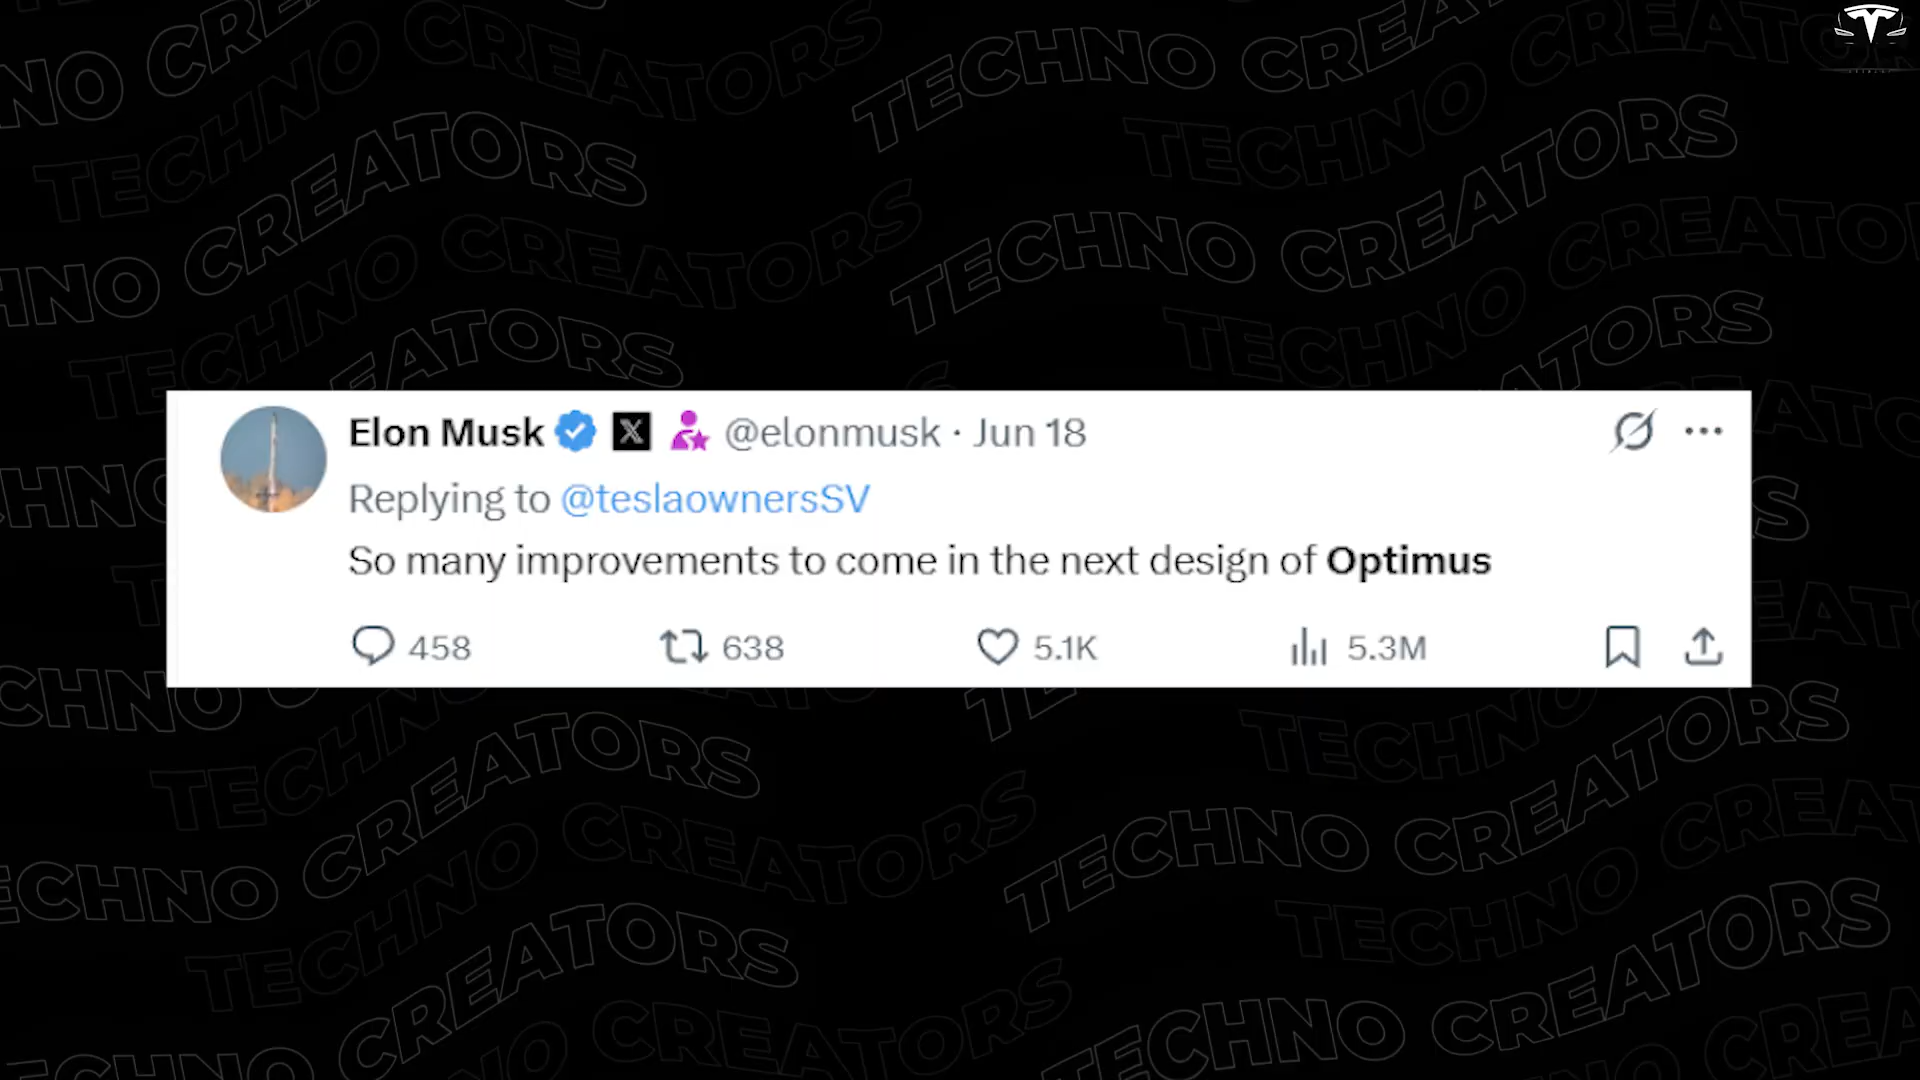 TECHNO CREATORS
Elon Musk @elonmusk · Jun 18
Replying to @teslaownersSV
So many improvements to come in the next design of Optimus
458 638 5.1K 5.3M